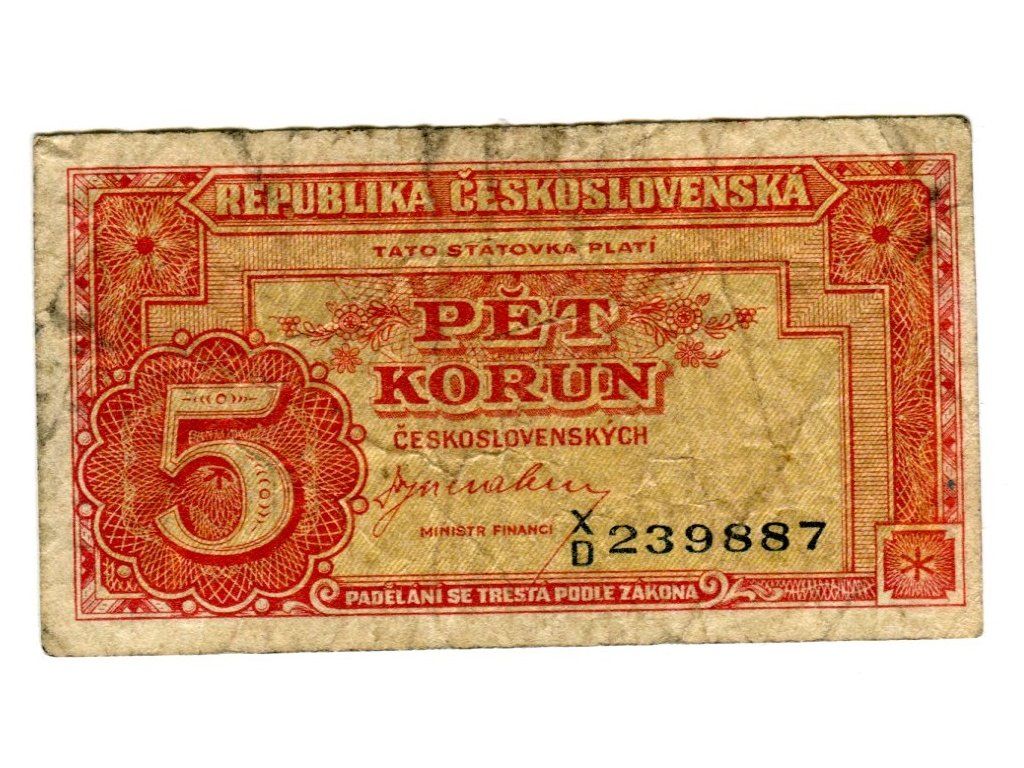 REPUBLIKA ČESKOSLOVENSKÁ
TATO STÁTOVKA PLATÍ
PĚT
KORUN
ČESKOSLOVENSKÝCH
MINISTR FINANCÍ
X/D 239887
5
PADĚLÁNÍ SE TRESTÁ PODLE ZÁKONA